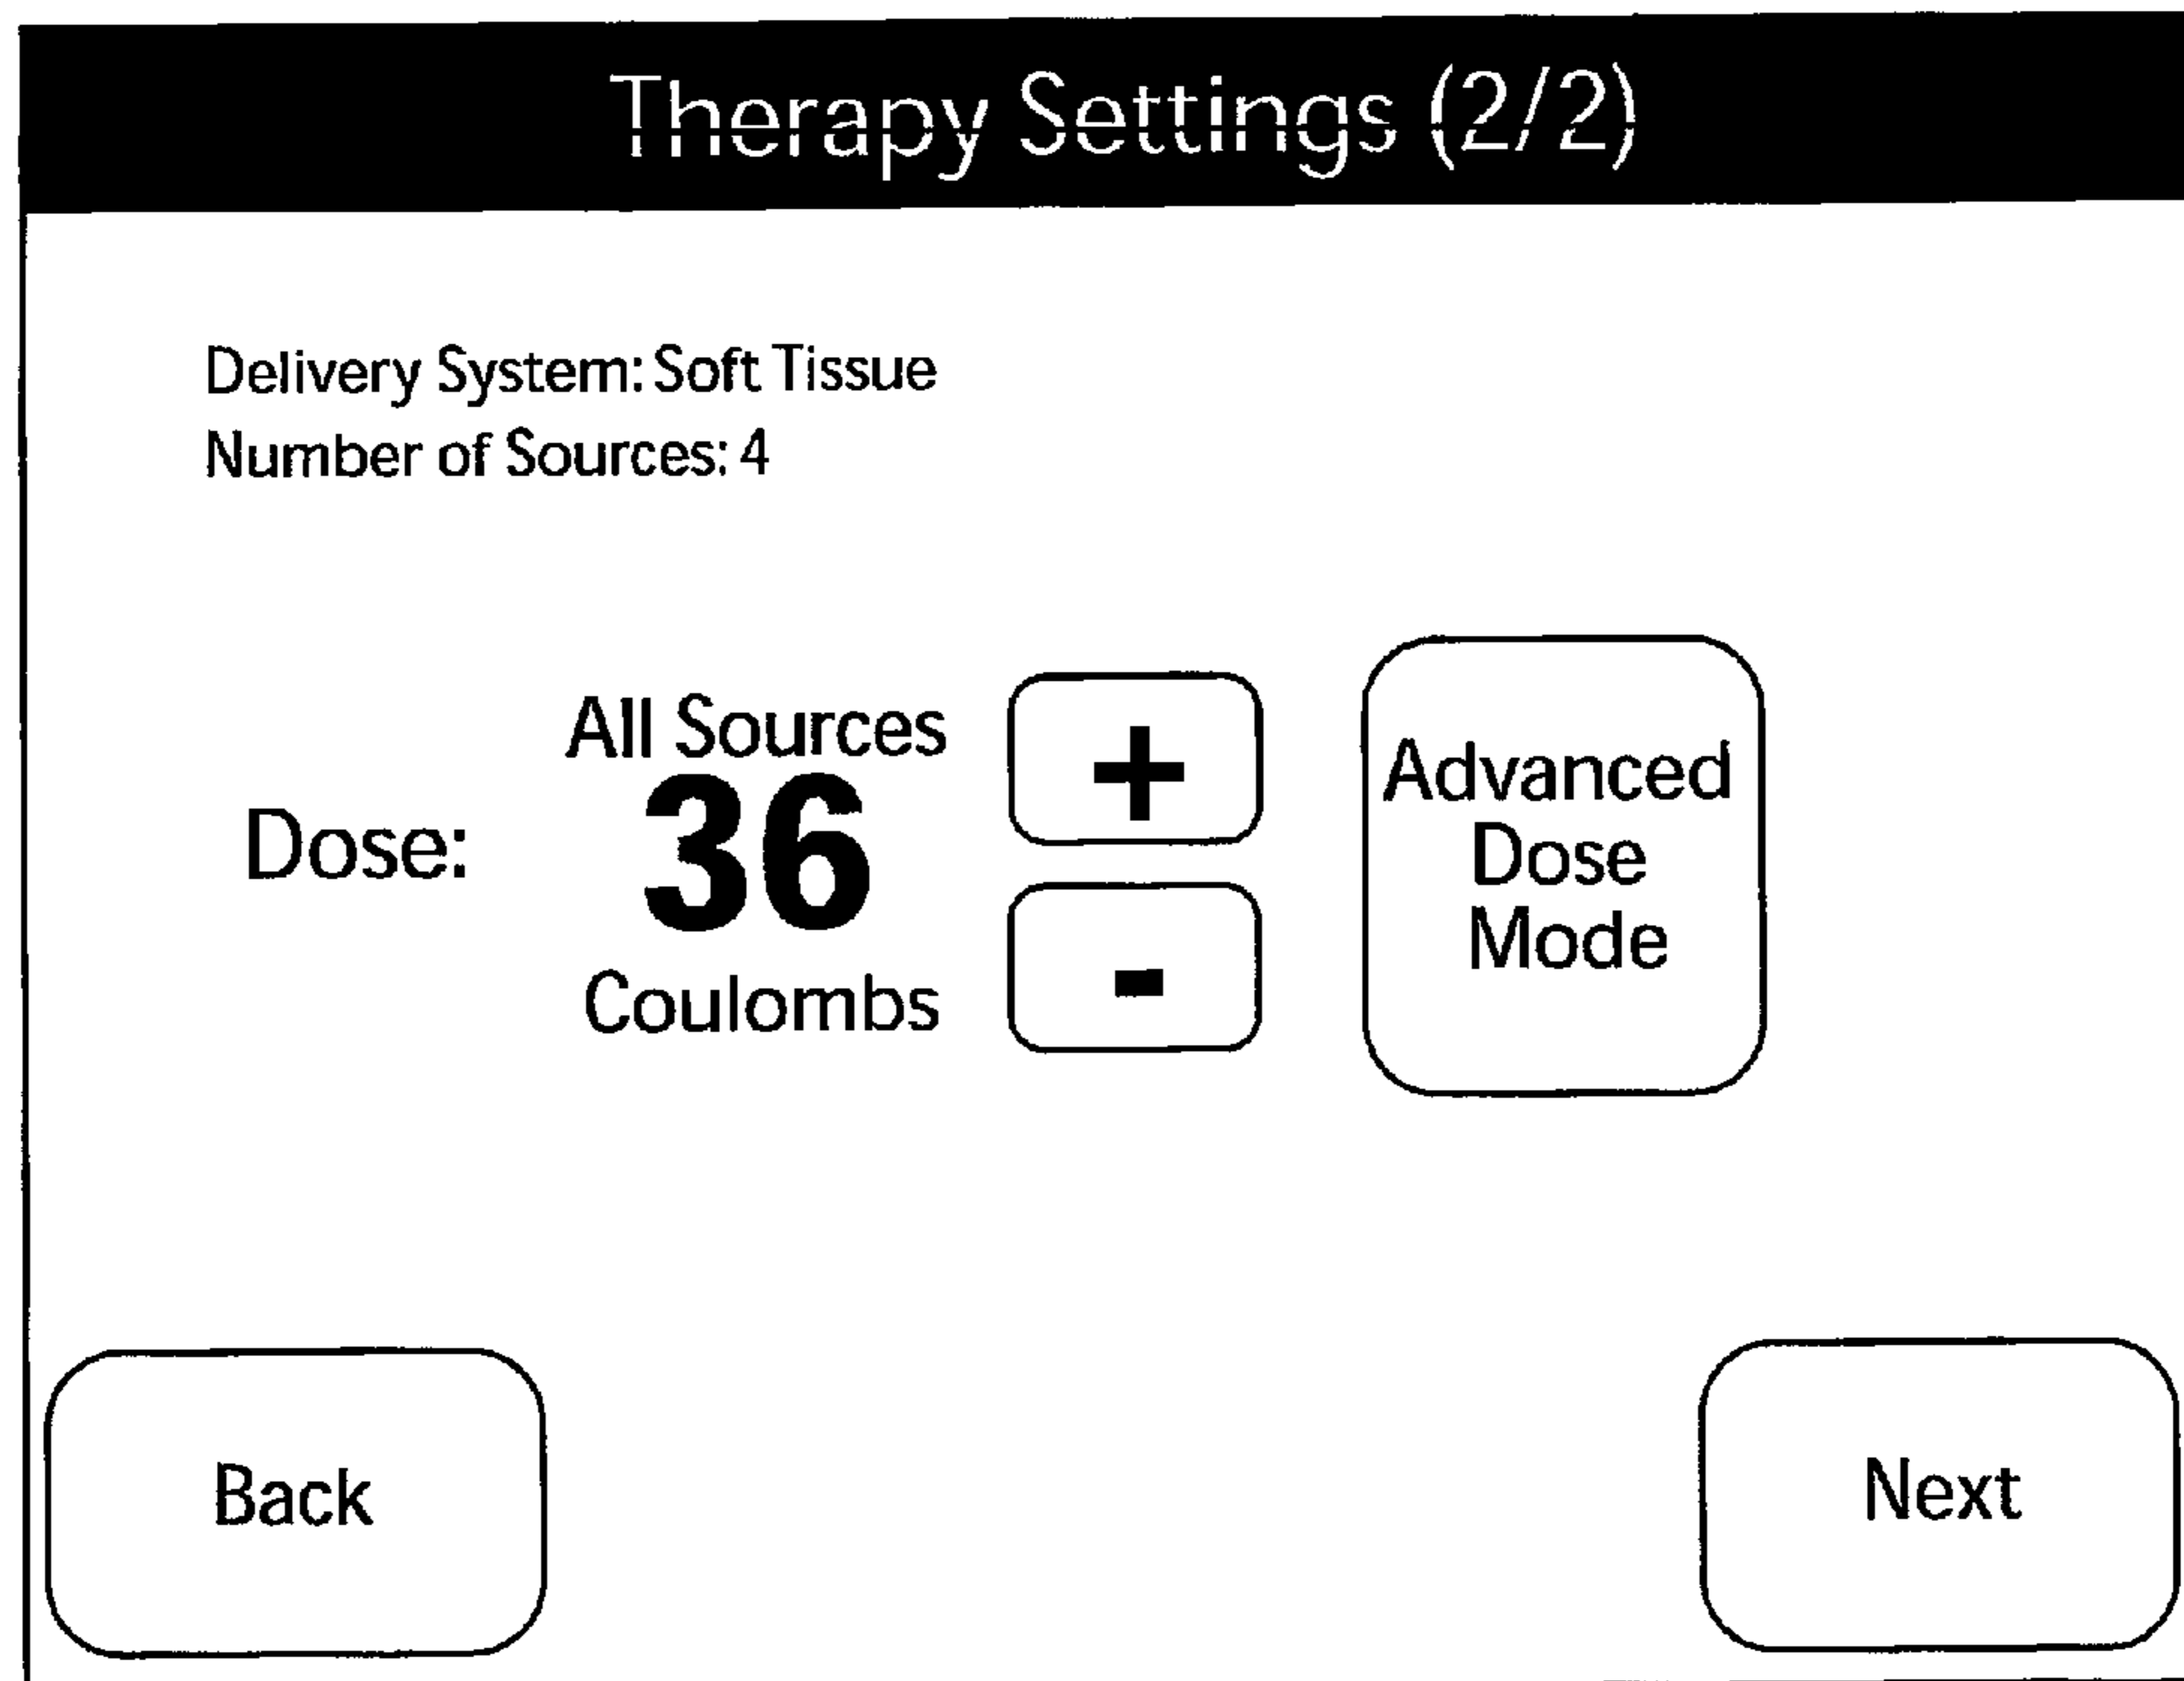 Therapy Settings (2/2)
Delivery System: Soft Tissue
Number of Sources: 4
All Sources
Dose:
36
Coulombs
+
-
Advanced
Dose
Mode
Back
Next